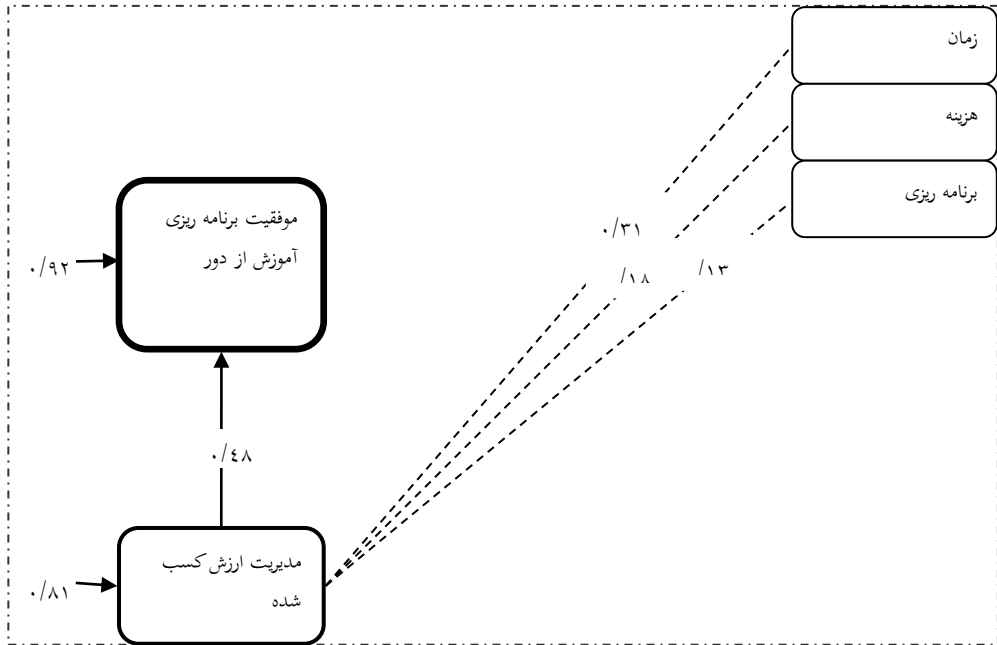 زمان
هزینه
برنامه ریزی
موفقیت برنامه ریزی
آموزش از دور
۰/۳۱
/۱۸
/۱۳
۰/۹۲
۰/٤۸
مدیریت ارزش کسب
شده
۰/۸۱